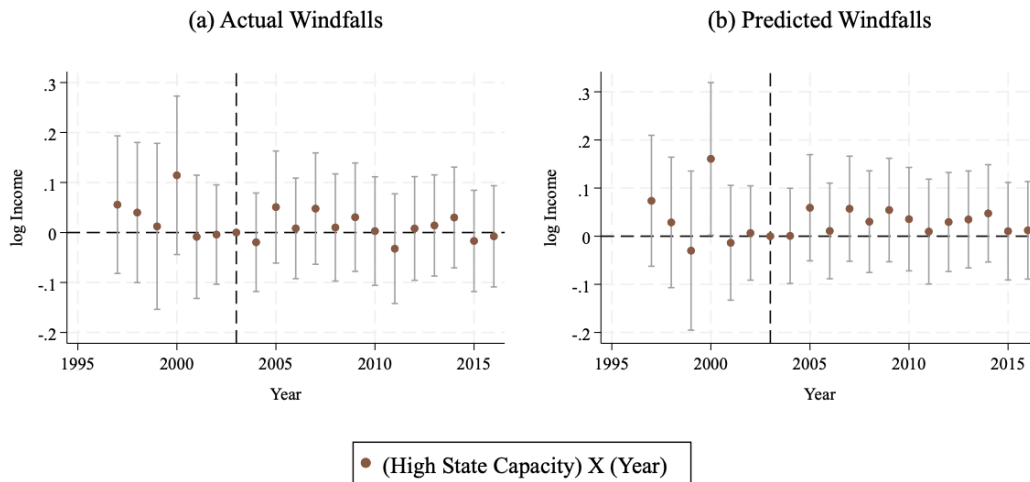 (a) Actual Windfalls
.3
.2
.1
0
-.1
-.2
log Income
1995 2000 2005 2010 2015
Year
(b) Predicted Windfalls
.3
.2
.1
0
-.1
-.2
log Income
1995 2000 2005 2010 2015
Year
(High State Capacity) X (Year)